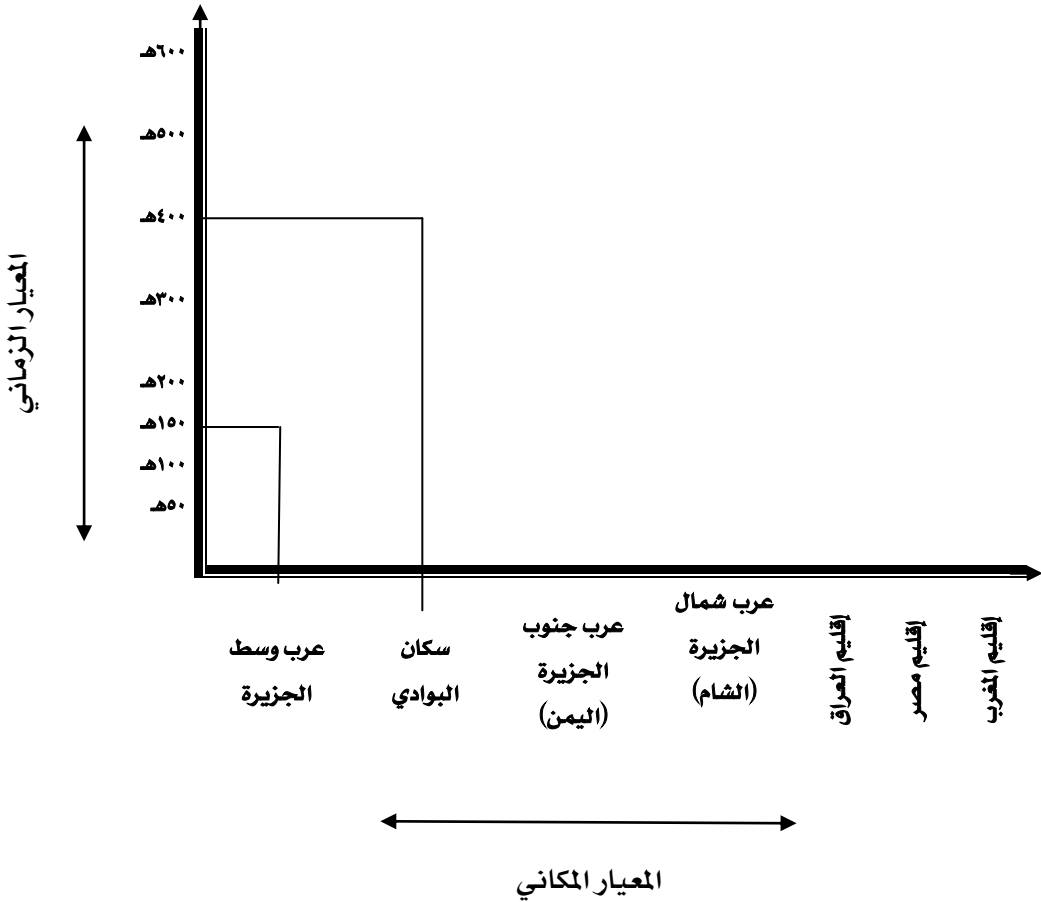 ٦٠٠هـ
٥٠٠هـ
٤٠٠هـ
٣٠٠هـ
٢٠٠هـ
١٥٠هـ
١٠٠هـ
٥٠هـ
المعيار الزماني
عرب وسط
الجزيرة
سكان
البوادي
عرب جنوب
الجزيرة
(اليمن)
عرب شمال
الجزيرة
(الشام)
إقليم العراق
إقليم مصر
إقليم المغرب
المعيار المكاني